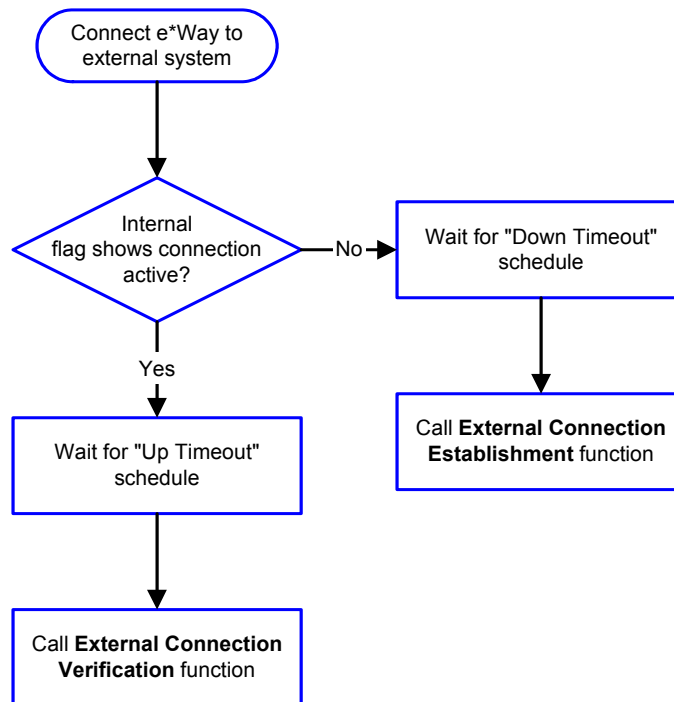 Connect e*Way to
external system
Internal
flag shows connection
active?
No
Wait for "Down Timeout"
schedule
Yes
Call External Connection
Establishment function
Wait for "Up Timeout"
schedule
Call External Connection
Verification function